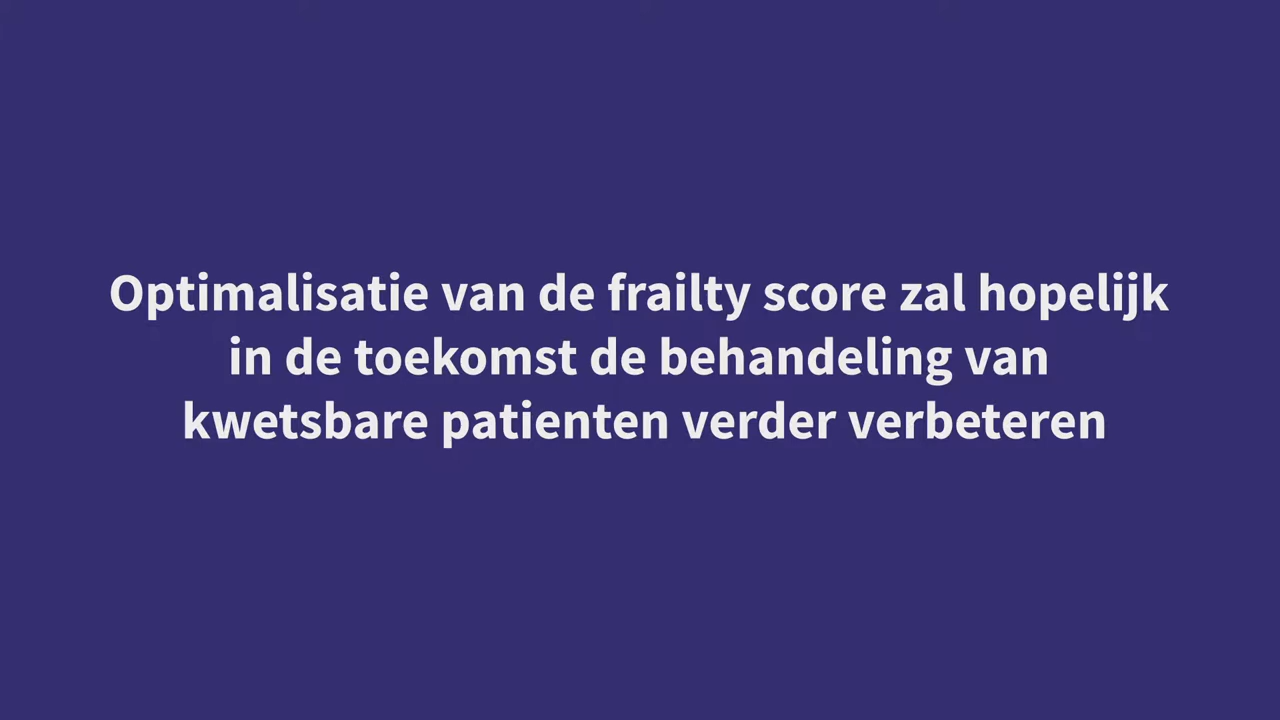 Optimalisatie van de frailty score zal hopelijk
in de toekomst de behandeling van
kwetsbare patienten verder verbeteren